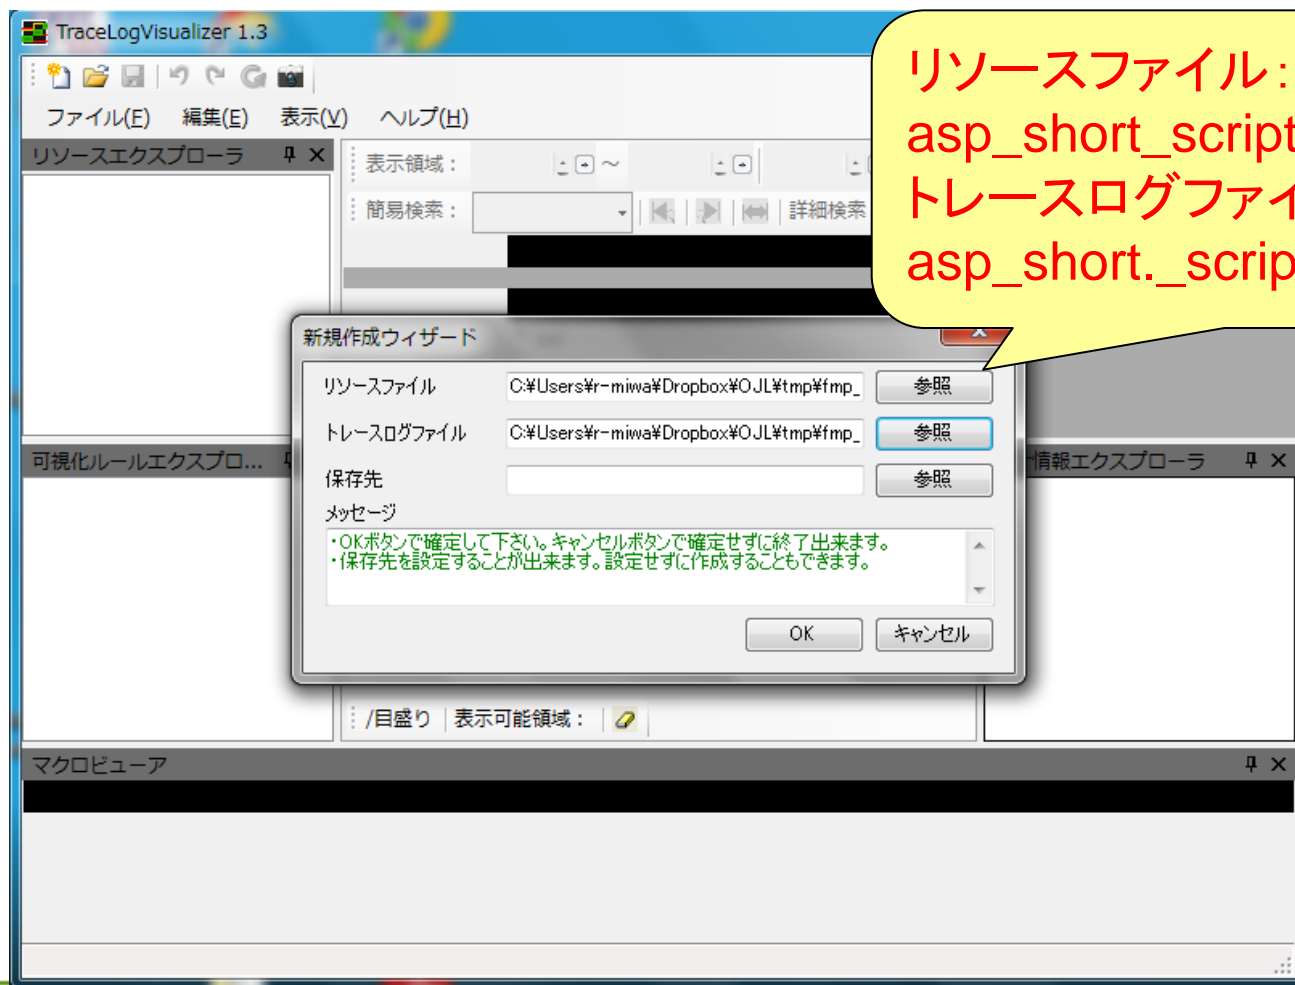 TraceLogVisualizer 1.3
ファイル(F) 編集(E) 表示(V) ヘルプ(H)
リソースエクスプローラ
表示領域： ～
簡易検索： 詳細検索
リソースファイル：
asp_short_script
トレースログファイ
asp_short._scrip
新規作成ウィザード
リソースファイル C:¥Users¥r-miwa¥Dropbox¥OJL¥tmp¥fmp_ 参照
トレースログファイル C:¥Users¥r-miwa¥Dropbox¥OJL¥tmp¥fmp_ 参照
保存先 参照
メッセージ
・OKボタンで確定して下さい。キャンセルボタンで確定せずに終了出来ます。
・保存先を設定することが出来ます。設定せずに作成することもできます。
OK キャンセル
可視化ルールエクスプロ... 情報エクスプローラ
/目盛り 表示可能領域：
マクロビューア